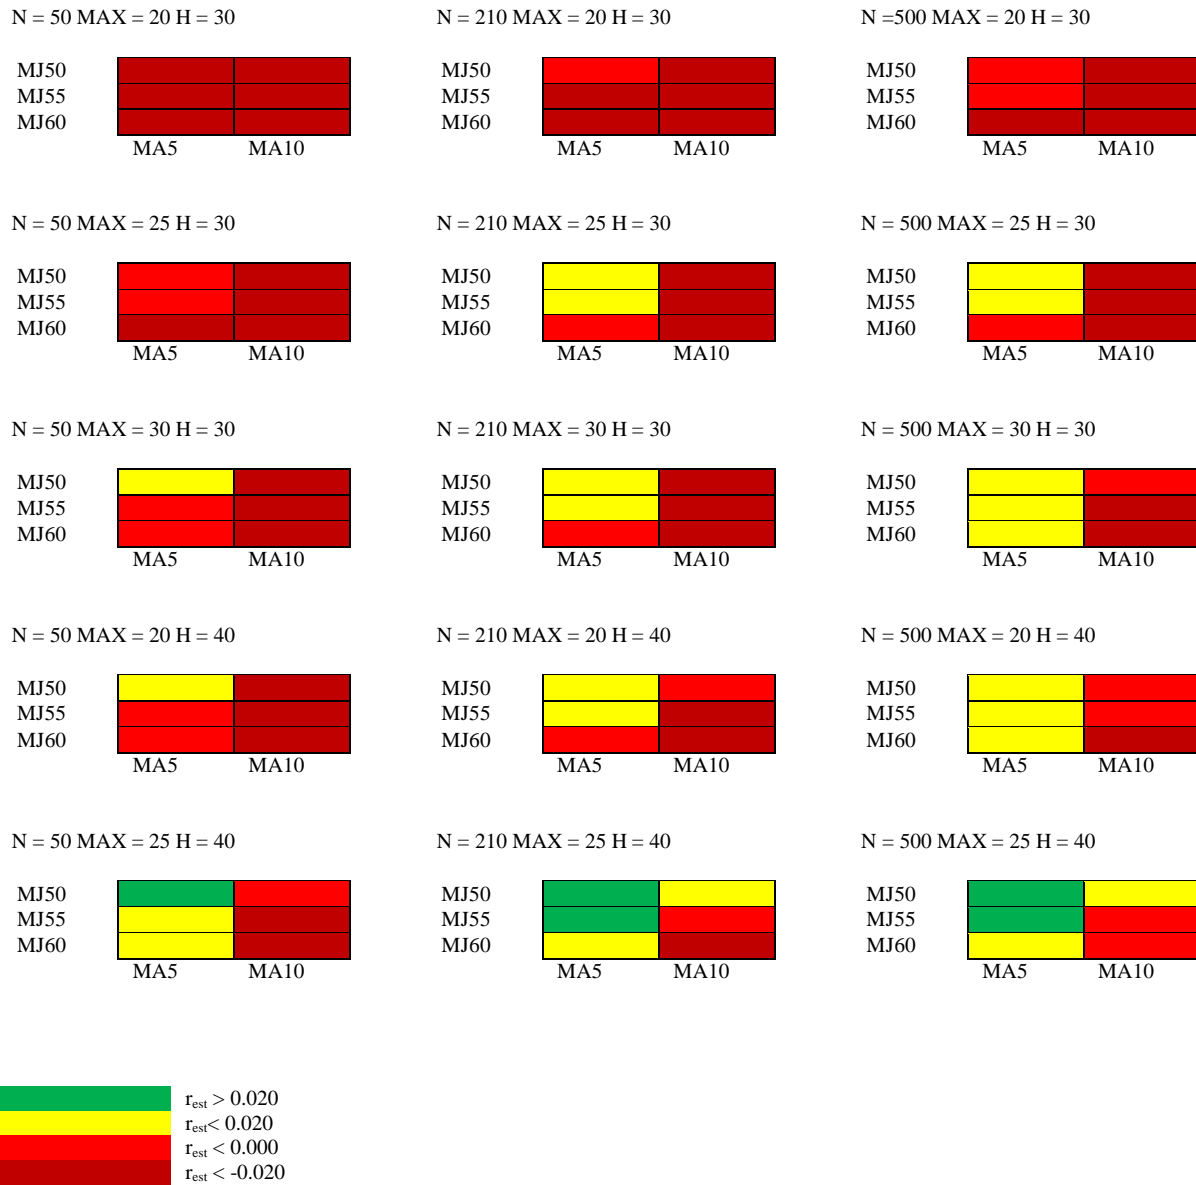 N = 50 MAX = 20 H = 30 N = 210 MAX = 20 H = 30 N =500 MAX = 20 H = 30
MJ50 MJ50 MJ50
MJ55 MJ55 MJ55
MJ60 MJ60 MJ60
MA5 MA10 MA5 MA10 MA5 MA10
N = 50 MAX = 25 H = 30 N = 210 MAX = 25 H = 30 N = 500 MAX = 25 H = 30
MJ50 MJ50 MJ50
MJ55 MJ55 MJ55
MJ60 MJ60 MJ60
MA5 MA10 MA5 MA10 MA5 MA10
N = 50 MAX = 30 H = 30 N = 210 MAX = 30 H = 30 N = 500 MAX = 30 H = 30
MJ50 MJ50 MJ50
MJ55 MJ55 MJ55
MJ60 MJ60 MJ60
MA5 MA10 MA5 MA10 MA5 MA10
N = 50 MAX = 20 H = 40 N = 210 MAX = 20 H = 40 N = 500 MAX = 20 H = 40
MJ50 MJ50 MJ50
MJ55 MJ55 MJ55
MJ60 MJ60 MJ60
MA5 MA10 MA5 MA10 MA5 MA10
N = 50 MAX = 25 H = 40 N = 210 MAX = 25 H = 40 N = 500 MAX = 25 H = 40
MJ50 MJ50 MJ50
MJ55 MJ55 MJ55
MJ60 MJ60 MJ60
MA5 MA10 MA5 MA10 MA5 MA10
rest > 0.020
rest< 0.020
rest < 0.000
rest < -0.020